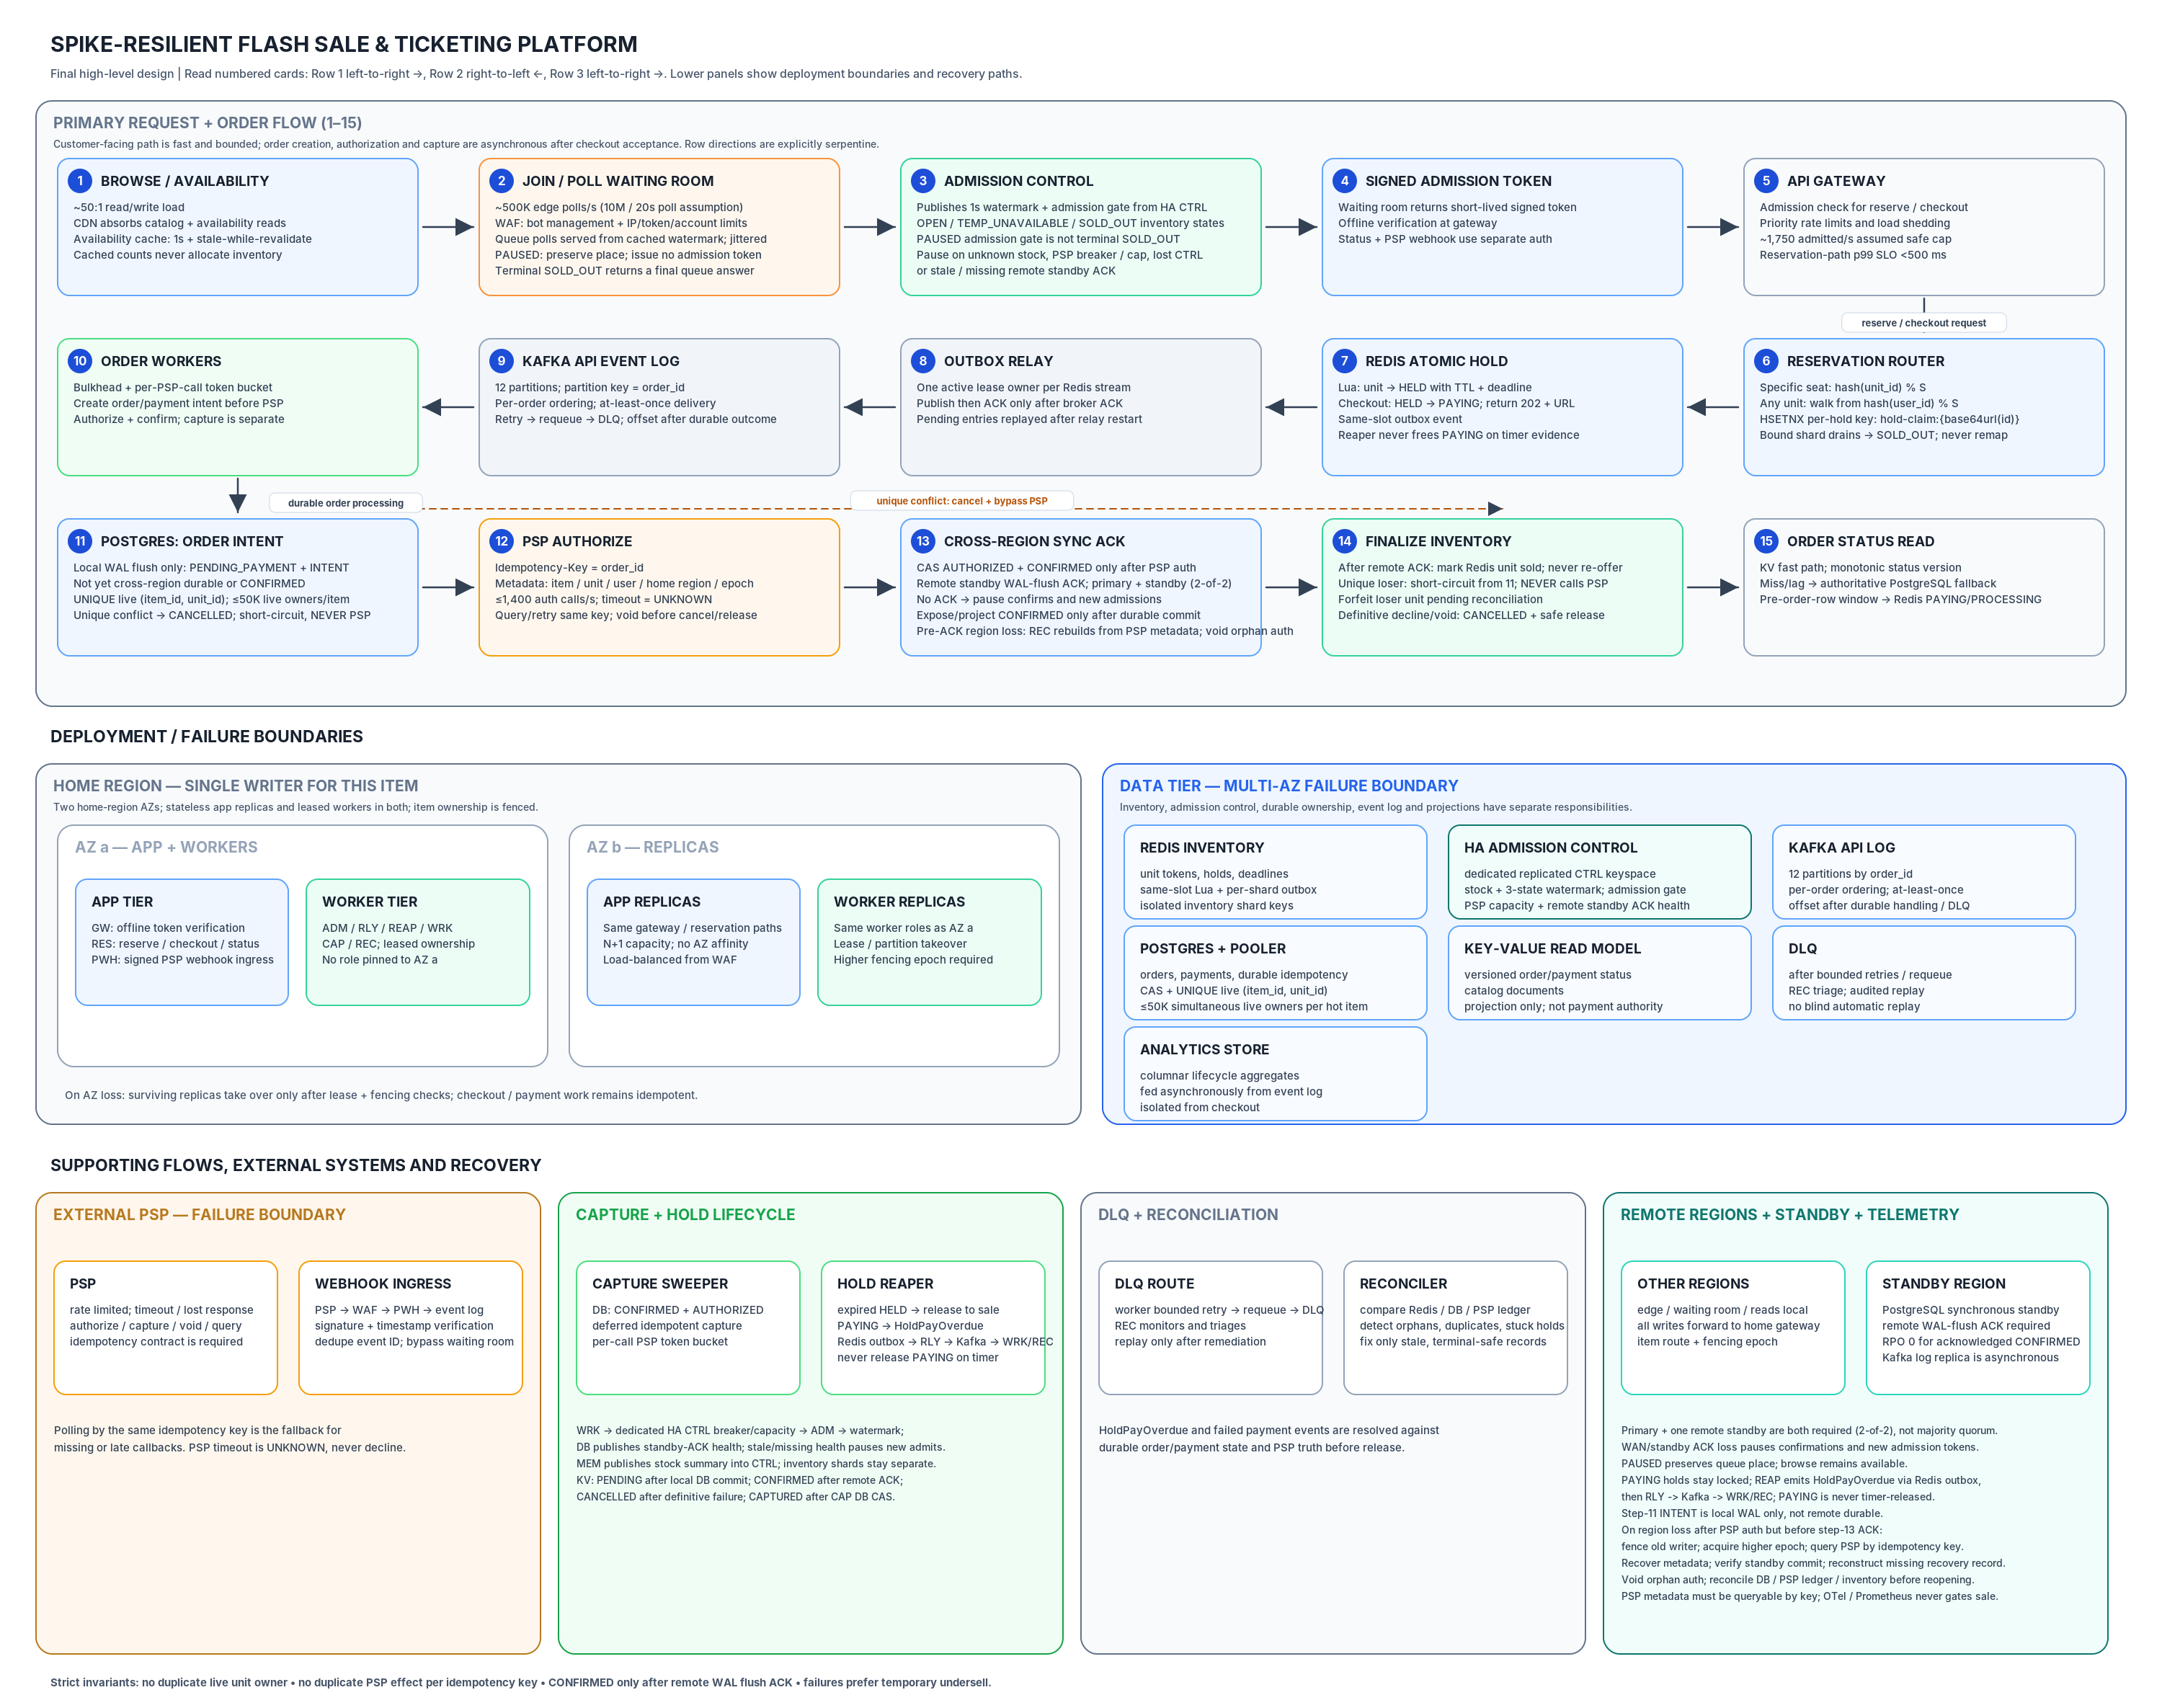 SPIKE-RESILIENT FLASH SALE & TICKETING PLATFORM
Final high-level design | Read numbered cards: Row 1 left-to-right →, Row 2 right-to-left ←, Row 3 left-to-right →. Lower panels show deployment boundaries and recovery paths.
PRIMARY REQUEST + ORDER FLOW (1–15)
Customer-facing path is fast and bounded; order creation, authorization and capture are asynchronous after checkout acceptance. Row directions are explicitly serpentine.
1 BROWSE / AVAILABILITY
~50:1 read/write load
CDN absorbs catalog + availability reads
Availability cache: 1s + stale-while-revalidate
Cached counts never allocate inventory
2 JOIN / POLL WAITING ROOM
~500K edge polls/s (10M / 20s poll assumption)
WAF: bot management + IP/token/account limits
Queue polls served from cached watermark; jittered
PAUSED: preserve place; issue no admission token
Terminal SOLD_OUT returns a final queue answer
3 ADMISSION CONTROL
Publishes 1s watermark + admission gate from HA CTRL
OPEN / TEMP_UNAVAILABLE / SOLD_OUT inventory states
PAUSED admission gate is not terminal SOLD_OUT
Pause on unknown stock, PSP breaker / cap, lost CTRL
or stale / missing remote standby ACK
4 SIGNED ADMISSION TOKEN
Waiting room returns short-lived signed token
Offline verification at gateway
Status + PSP webhook use separate auth
5 API GATEWAY
Admission check for reserve / checkout
Priority rate limits and load shedding
~1,750 admitted/s assumed safe cap
Reservation-path p99 SLO <500 ms
reserve / checkout request
10 ORDER WORKERS
Bulkhead + per-PSP-call token bucket
Create order/payment intent before PSP
Authorize + confirm; capture is separate
9 KAFKA API EVENT LOG
12 partitions; partition key = order_id
Per-order ordering; at-least-once delivery
Retry → requeue → DLQ; offset after durable outcome
8 OUTBOX RELAY
One active lease owner per Redis stream
Publish then ACK only after broker ACK
Pending entries replayed after relay restart
7 REDIS ATOMIC HOLD
Lua: unit → HELD with TTL + deadline
Checkout: HELD → PAYING; return 202 + URL
Same-slot outbox event
Reaper never frees PAYING on timer evidence
6 RESERVATION ROUTER
Specific seat: hash(unit_id) % S
Any unit: walk from hash(user_id) % S
HSETNX per-hold key: hold-claim:{base64url(id)}
Bound shard drains → SOLD_OUT; never remap
durable order processing
unique conflict: cancel + bypass PSP
11 POSTGRES: ORDER INTENT
Local WAL flush only: PENDING_PAYMENT + INTENT
Not yet cross-region durable or CONFIRMED
UNIQUE live (item_id, unit_id); ≤50K live owners/item
Unique conflict → CANCELLED; short-circuit, NEVER PSP
12 PSP AUTHORIZE
Idempotency-Key = order_id
Metadata: item / unit / user / home region / epoch
≤1,400 auth calls/s; timeout = UNKNOWN
Query/retry same key; void before cancel/release
13 CROSS-REGION SYNC ACK
CAS AUTHORIZED + CONFIRMED only after PSP auth
Remote standby WAL-flush ACK; primary + standby (2-of-2)
No ACK → pause confirms and new admissions
Expose/project CONFIRMED only after durable commit
Pre-ACK region loss: REC rebuilds from PSP metadata; void orphan auth
14 FINALIZE INVENTORY
After remote ACK: mark Redis unit sold; never re-offer
Unique loser: short-circuit from 11; NEVER calls PSP
Forfeit loser unit pending reconciliation
Definitive decline/void: CANCELLED + safe release
15 ORDER STATUS READ
KV fast path; monotonic status version
Miss/lag → authoritative PostgreSQL fallback
Pre-order-row window → Redis PAYING/PROCESSING
DEPLOYMENT / FAILURE BOUNDARIES
HOME REGION — SINGLE WRITER FOR THIS ITEM
Two home-region AZs; stateless app replicas and leased workers in both; item ownership is fenced.
AZ a — APP + WORKERS
APP TIER
GW: offline token verification
RES: reserve / checkout / status
PWH: signed PSP webhook ingress
WORKER TIER
ADM / RLY / REAP / WRK
CAP / REC; leased ownership
No role pinned to AZ a
AZ b — REPLICAS
APP REPLICAS
Same gateway / reservation paths
N+1 capacity; no AZ affinity
Load-balanced from WAF
WORKER REPLICAS
Same worker roles as AZ a
Lease / partition takeover
Higher fencing epoch required
On AZ loss: surviving replicas take over only after lease + fencing checks; checkout / payment work remains idempotent.
DATA TIER — MULTI-AZ FAILURE BOUNDARY
Inventory, admission control, durable ownership, event log and projections have separate responsibilities.
REDIS INVENTORY
unit tokens, holds, deadlines
same-slot Lua + per-shard outbox
isolated inventory shard keys
HA ADMISSION CONTROL
dedicated replicated CTRL keyspace
stock + 3-state watermark; admission gate
PSP capacity + remote standby ACK health
KAFKA API LOG
12 partitions by order_id
per-order ordering; at-least-once
offset after durable handling / DLQ
POSTGRES + POOLER
orders, payments, durable idempotency
CAS + UNIQUE live (item_id, unit_id)
≤50K simultaneous live owners per hot item
KEY-VALUE READ MODEL
versioned order/payment status
catalog documents
projection only; not payment authority
DLQ
after bounded retries / requeue
REC triage; audited replay
no blind automatic replay
ANALYTICS STORE
columnar lifecycle aggregates
fed asynchronously from event log
isolated from checkout
SUPPORTING FLOWS, EXTERNAL SYSTEMS AND RECOVERY
EXTERNAL PSP — FAILURE BOUNDARY
PSP
rate limited; timeout / lost response
authorize / capture / void / query
idempotency contract is required
WEBHOOK INGRESS
PSP → WAF → PWH → event log
signature + timestamp verification
dedupe event ID; bypass waiting room
Polling by the same idempotency key is the fallback for
missing or late callbacks. PSP timeout is UNKNOWN, never decline.
CAPTURE + HOLD LIFECYCLE
CAPTURE SWEEPER
DB: CONFIRMED + AUTHORIZED
deferred idempotent capture
per-call PSP token bucket
HOLD REAPER
expired HELD → release to sale
PAYING → HoldPayOverdue
Redis outbox → RLY → Kafka → WRK/REC
never release PAYING on timer
WRK → dedicated HA CTRL breaker/capacity → ADM → watermark;
DB publishes standby-ACK health; stale/missing health pauses new admits.
MEM publishes stock summary into CTRL; inventory shards stay separate.
KV: PENDING after local DB commit; CONFIRMED after remote ACK;
CANCELLED after definitive failure; CAPTURED after CAP DB CAS.
DLQ + RECONCILIATION
DLQ ROUTE
worker bounded retry → requeue → DLQ
REC monitors and triages
replay only after remediation
RECONCILER
compare Redis / DB / PSP ledger
detect orphans, duplicates, stuck holds
fix only stale, terminal-safe records
HoldPayOverdue and failed payment events are resolved against
durable order/payment state and PSP truth before release.
REMOTE REGIONS + STANDBY + TELEMETRY
OTHER REGIONS
edge / waiting room / reads local
all writes forward to home gateway
item route + fencing epoch
STANDBY REGION
PostgreSQL synchronous standby
remote WAL-flush ACK required
RPO 0 for acknowledged CONFIRMED
Kafka log replica is asynchronous
Primary + one remote standby are both required (2-of-2), not majority quorum.
WAN/standby ACK loss pauses confirmations and new admission tokens.
PAUSED preserves queue place; browse remains available.
PAYING holds stay locked; REAP emits HoldPayOverdue via Redis outbox,
then RLY -> Kafka -> WRK/REC; PAYING is never timer-released.
Step-11 INTENT is local WAL only, not remote durable.
On region loss after PSP auth but before step-13 ACK:
fence old writer; acquire higher epoch; query PSP by idempotency key.
Recover metadata; verify standby commit; reconstruct missing recovery record.
Void orphan auth; reconcile DB / PSP ledger / inventory before reopening.
PSP metadata must be queryable by key; OTel / Prometheus never gates sale.
Strict invariants: no duplicate live unit owner • no duplicate PSP effect per idempotency key • CONFIRMED only after remote WAL flush ACK • failures prefer temporary undersell.